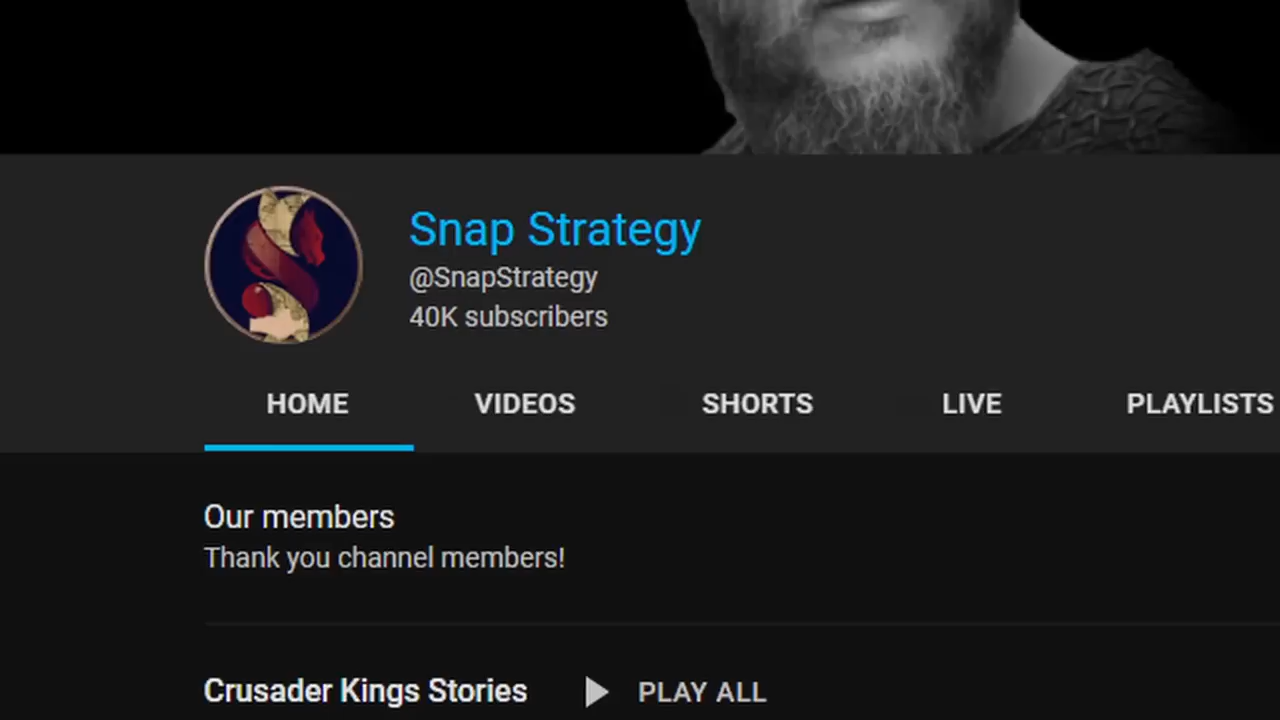 Snap Strategy
@SnapStrategy
40K subscribers
HOME VIDEOS SHORTS LIVE PLAYLISTS
Our members
Thank you channel members!
Crusader Kings Stories PLAY ALL